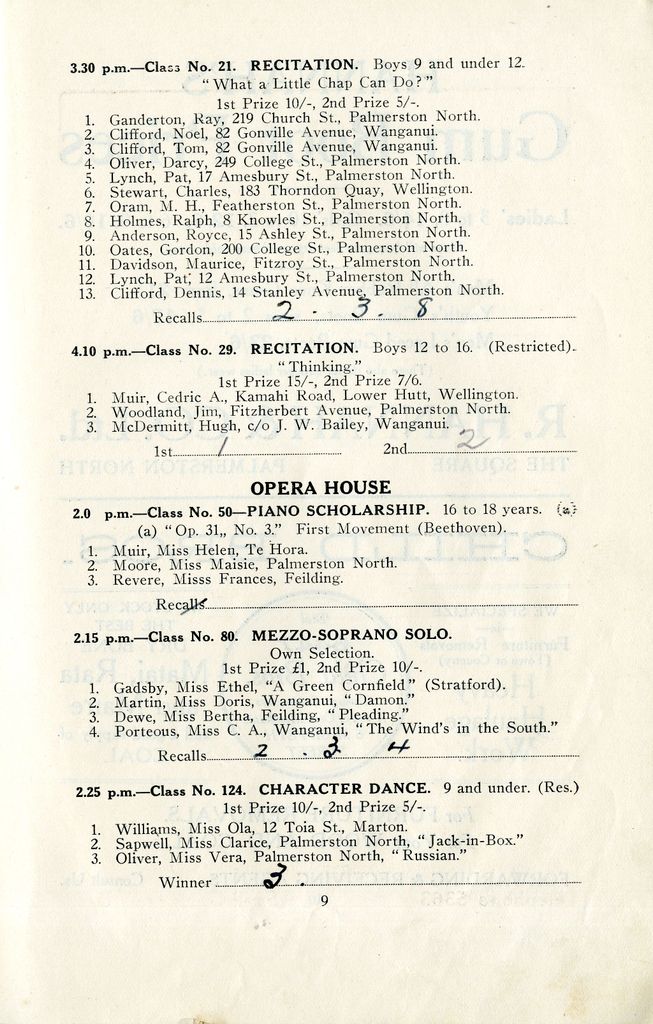 3.30 p.m.—Class No. 21. RECITATION. Boys 9 and under 12.
"What a Little Chap Can Do?"
1st Prize 10/-, 2nd Prize 5/-.
1. Ganderton, Ray, 219 Church St., Palmerston North.
2. Clifford, Noel, 82 Gonville Avenue, Wanganui.
3. Clifford, Tom, 82 Gonville Avenue, Wanganui.
4. Oliver, Darcy, 249 College St., Palmerston North.
5. Lynch, Pat, 17 Amesbury St., Palmerston North.
6. Stewart, Charles, 183 Thorndon Quay, Wellington.
7. Oram, M. H., Featherston St., Palmerston North.
8. Holmes, Ralph, 8 Knowles St., Palmerston North.
9. Anderson, Royce, 15 Ashley St., Palmerston North.
10. Oates, Gordon, 200 College St., Palmerston North.
11. Davidson, Maurice, Fitzroy St., Palmerston North.
12. Lynch, Pat, 12 Amesbury St., Palmerston North.
13. Clifford, Dennis, 14 Stanley Avenue, Palmerston North.
Recalls 2 . 3. 8
4.10 p.m.—Class No. 29. RECITATION. Boys 12 to 16. (Restricted).
"Thinking."
1st Prize 15/-, 2nd Prize 7/6.
1. Muir, Cedric A., Kamahi Road, Lower Hutt, Wellington.
2. Woodland, Jim, Fitzherbert Avenue, Palmerston North.
3. McDermitt, Hugh, c/o J. W. Bailey, Wanganui.
1st 1 2nd 2
OPERA HOUSE
2.0 p.m.—Class No. 50—PIANO SCHOLARSHIP. 16 to 18 years. (a)
(a) "Op. 31,, No. 3." First Movement (Beethoven).
1. Muir, Miss Helen, Te Hora.
2. Moore, Miss Maisie, Palmerston North.
3. Revere, Misss Frances, Feilding.
Recalls
2.15 p.m.—Class No. 80. MEZZO-SOPRANO SOLO.
Own Selection.
1st Prize £1, 2nd Prize 10/-.
1. Gadsby, Miss Ethel, "A Green Cornfield" (Stratford).
2. Martin, Miss Doris, Wanganui, "Damon."
3. Dewe, Miss Bertha, Feilding, "Pleading."
4. Porteous, Miss C. A., Wanganui, "The Wind's in the South."
Recalls 2 . 3 4
2.25 p.m.—Class No. 124. CHARACTER DANCE. 9 and under. (Res.)
1st Prize 10/-, 2nd Prize 5/-.
1. Williams, Miss Ola, 12 Toia St., Marton.
2. Sapwell, Miss Clarice, Palmerston North, "Jack-in-Box."
3. Oliver, Miss Vera, Palmerston North, "Russian."
Winner 3 .
9